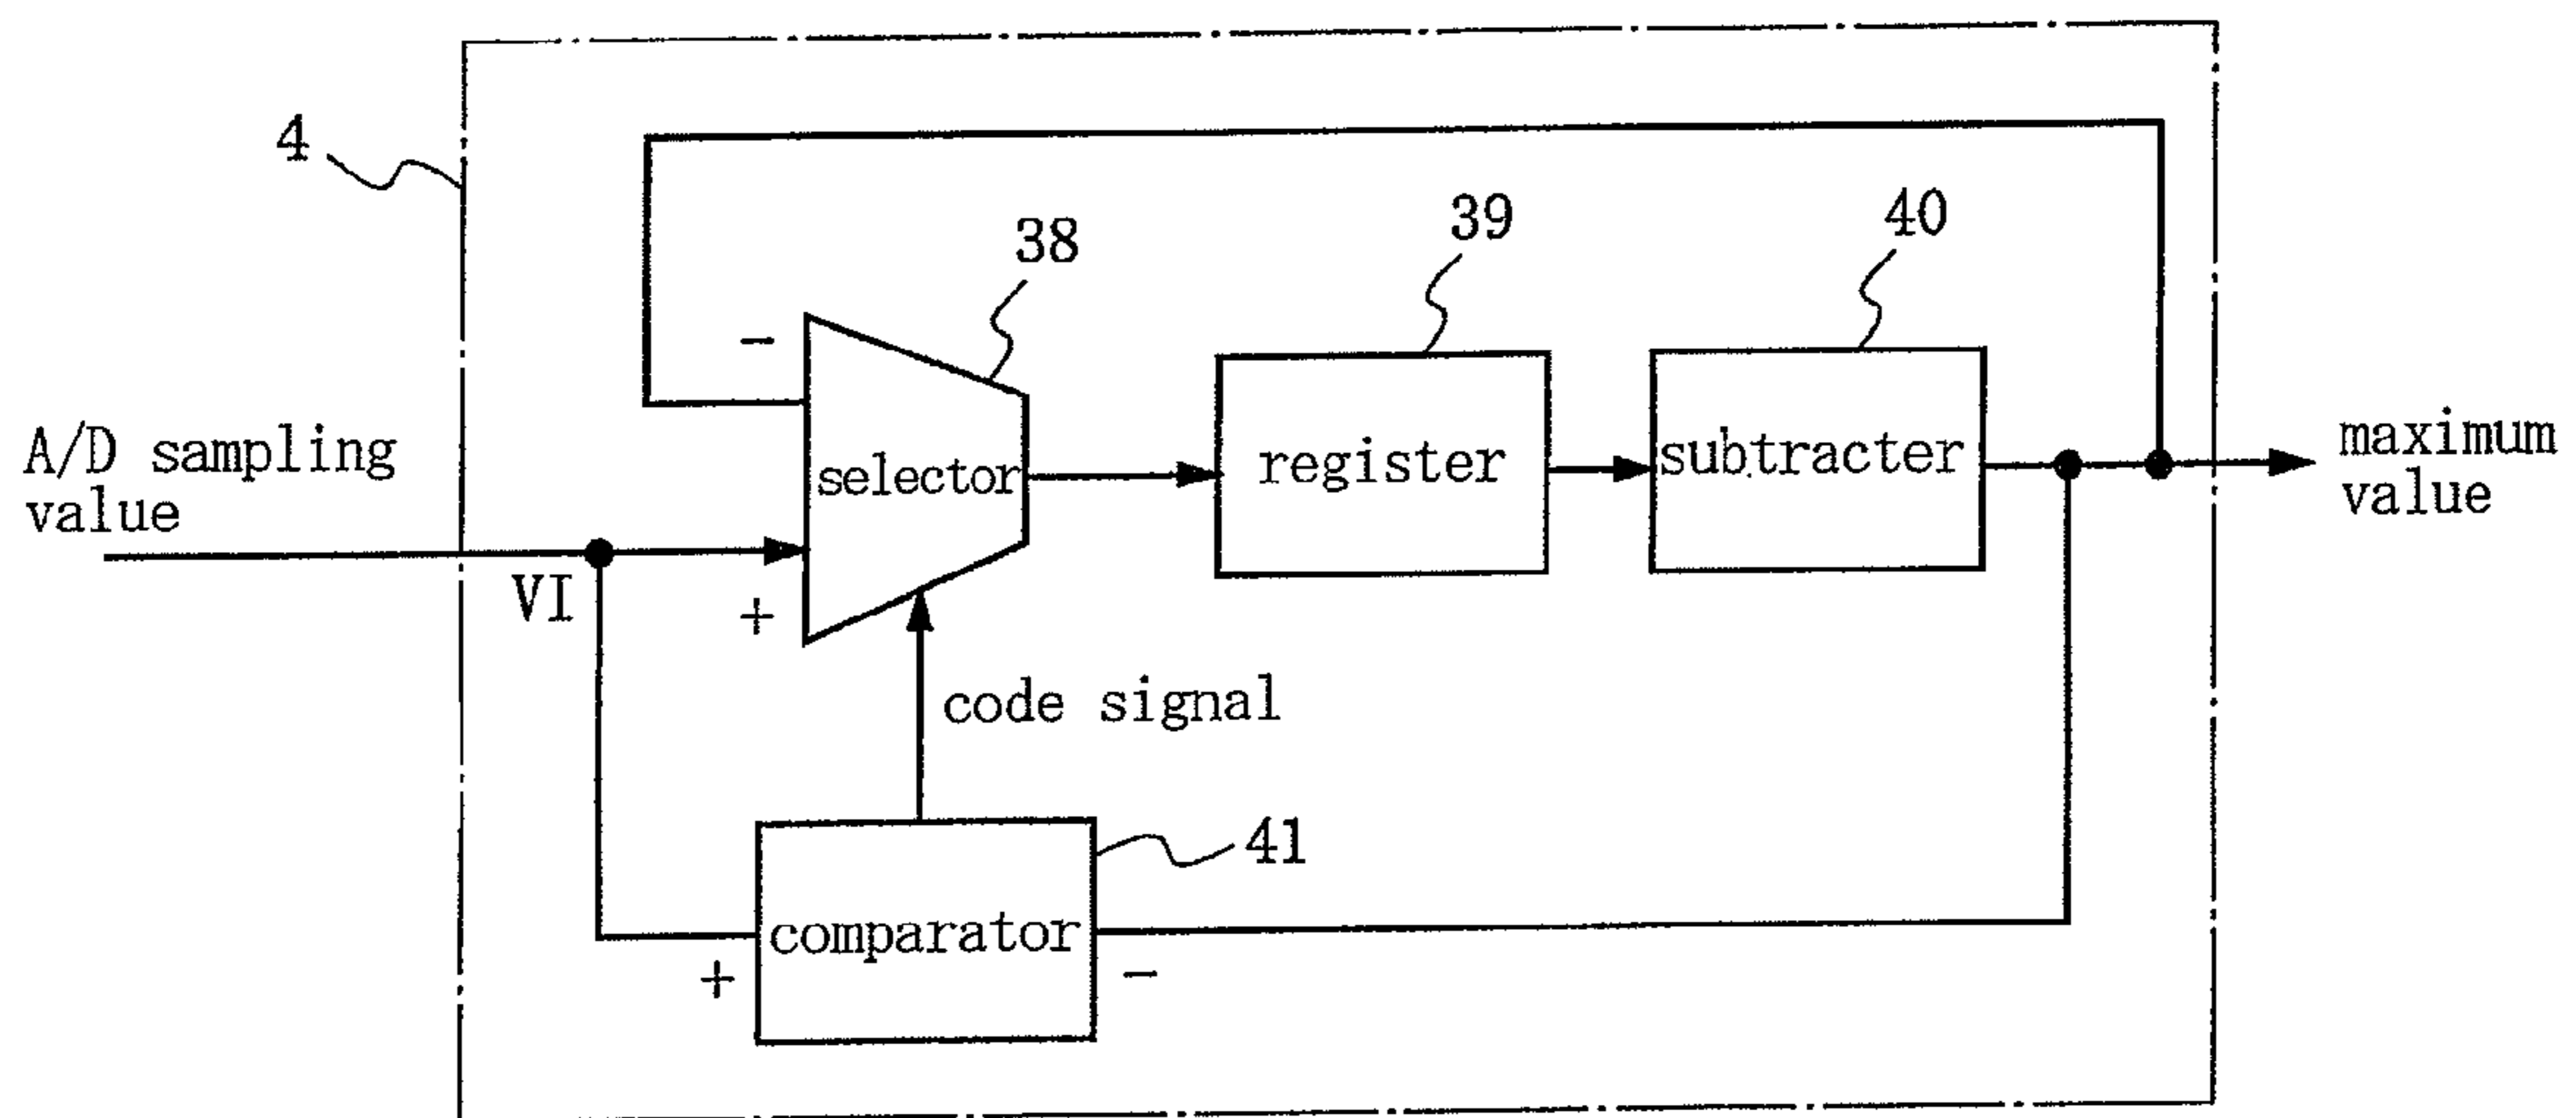 4
38
39
40
-
A/D sampling
value
selector
register
subtracter
maximum
value
VI
+
code signal
41
comparator
+
-